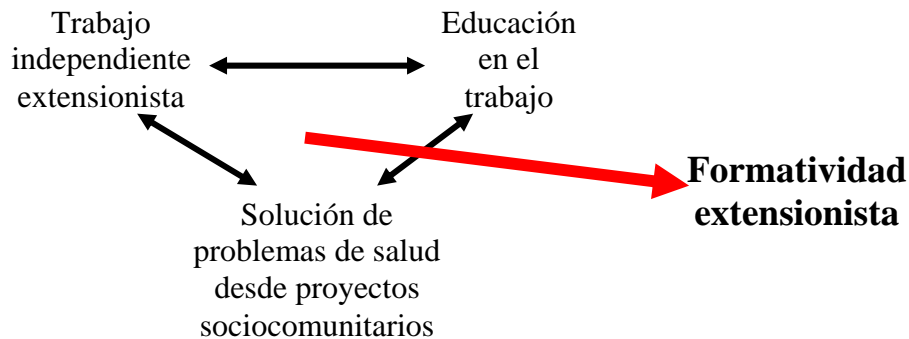 Trabajo
independiente
extensionista
Educación
en el
trabajo
Formatividad
extensionista
Solución de
problemas de salud
desde proyectos
sociocomunitarios